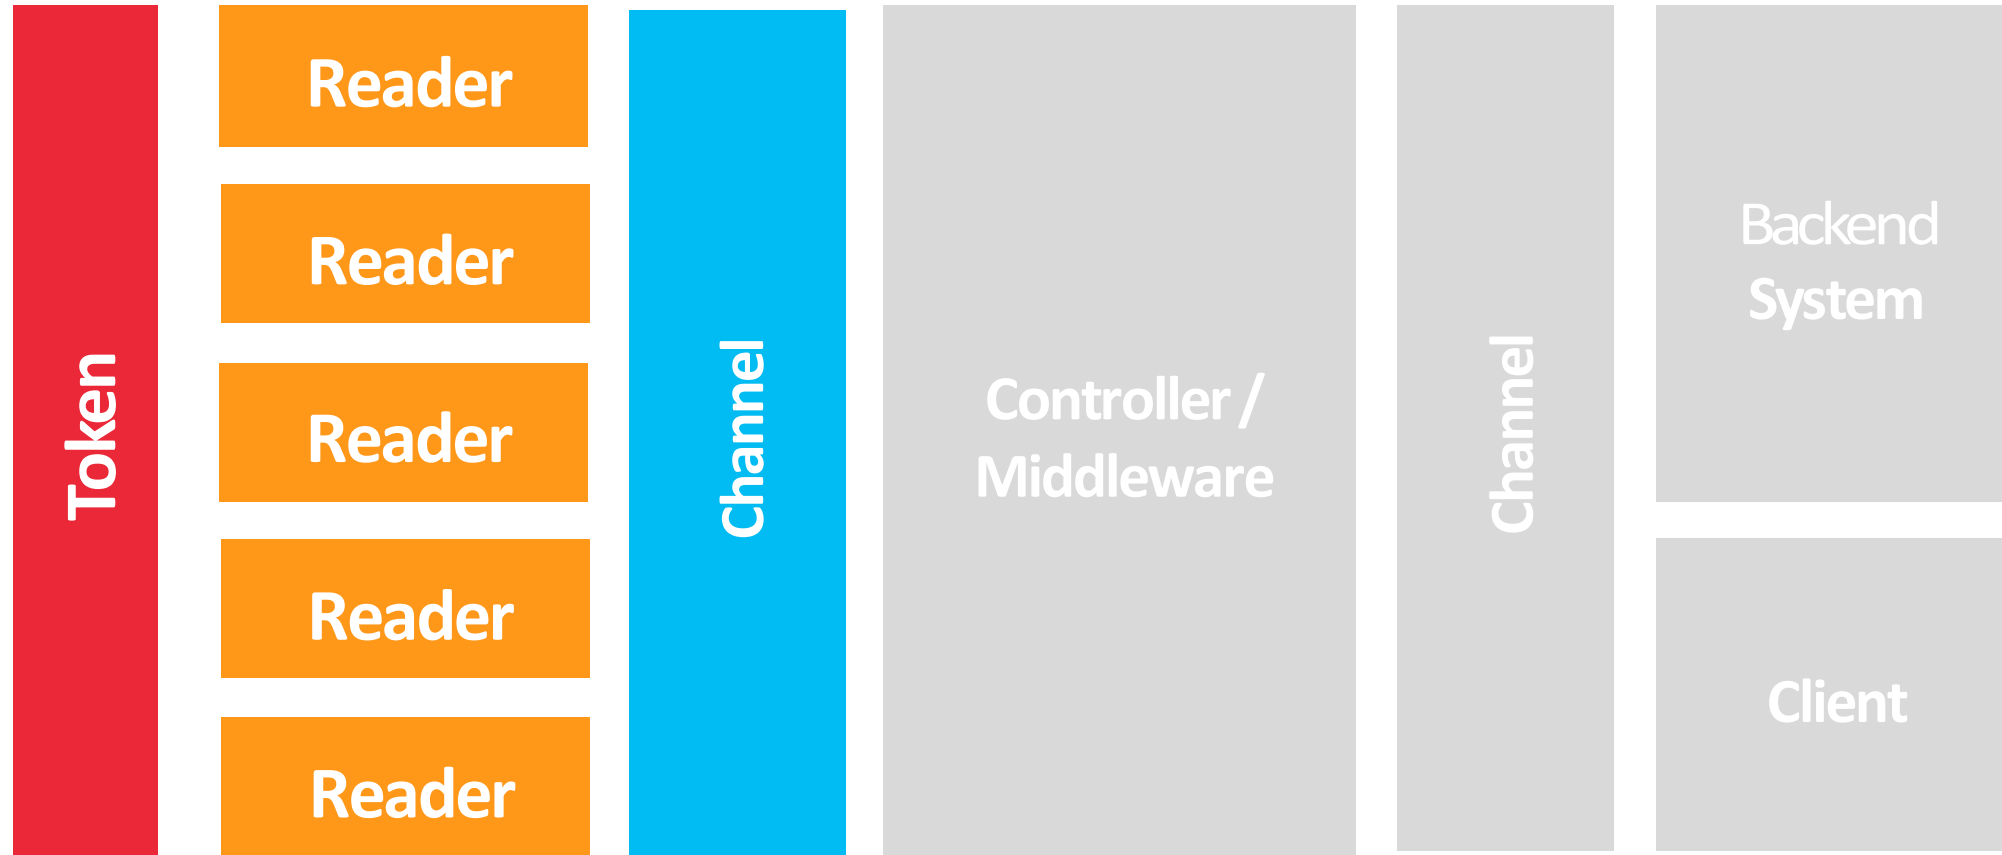 Token
Reader
Reader
Reader
Reader
Reader
Channel
Controller /
Middleware
Channel
Backend
System
Client